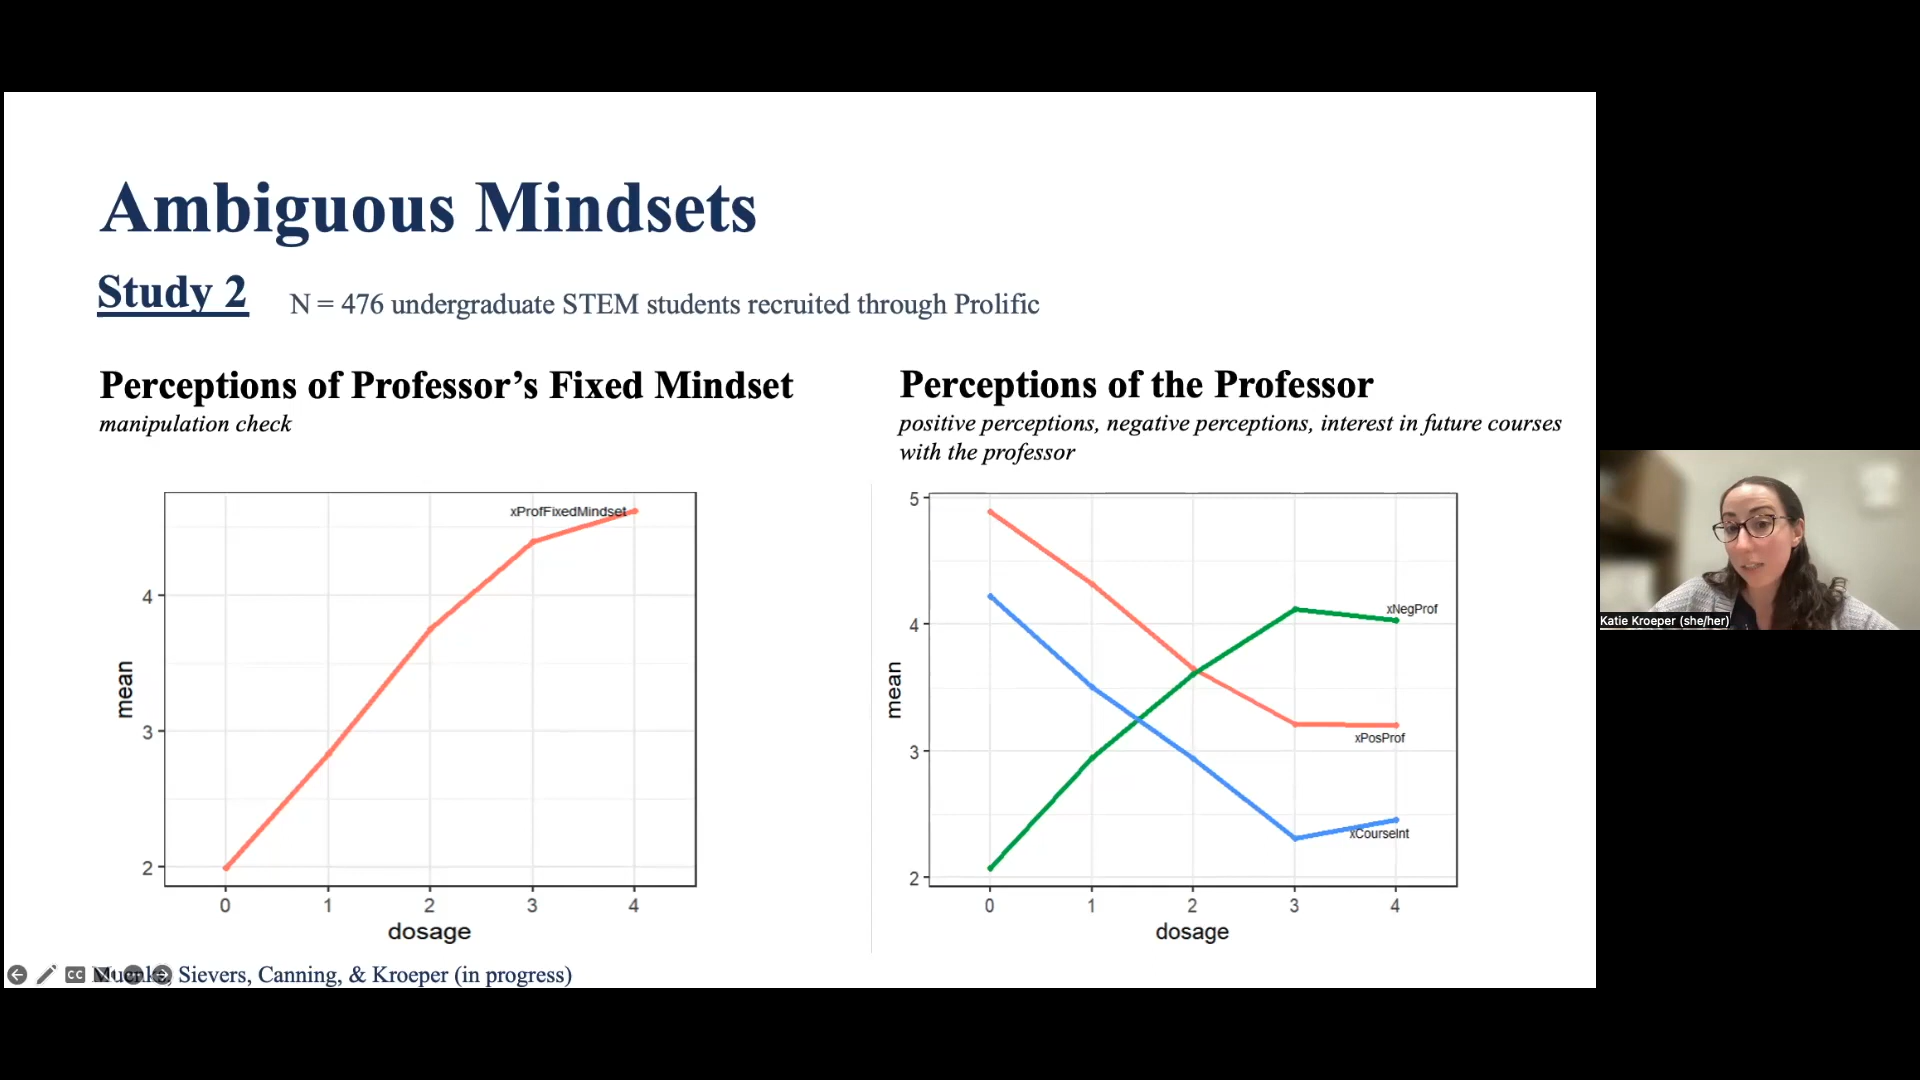 Ambiguous Mindsets
Study 2
N = 476 undergraduate STEM students recruited through Prolific
Perceptions of Professor’s Fixed Mindset
manipulation check
xProfFixedMindset
4
3
2
mean
0 1 2 3 4
dosage
Perceptions of the Professor
positive perceptions, negative perceptions, interest in future courses
with the professor
5
4
3
2
mean
xNegProf
xPosProf
xCourseInt
0 1 2 3 4
dosage
CC
Sievers, Canning, & Kroeper (in progress)
Katie Kroeper (she/her)